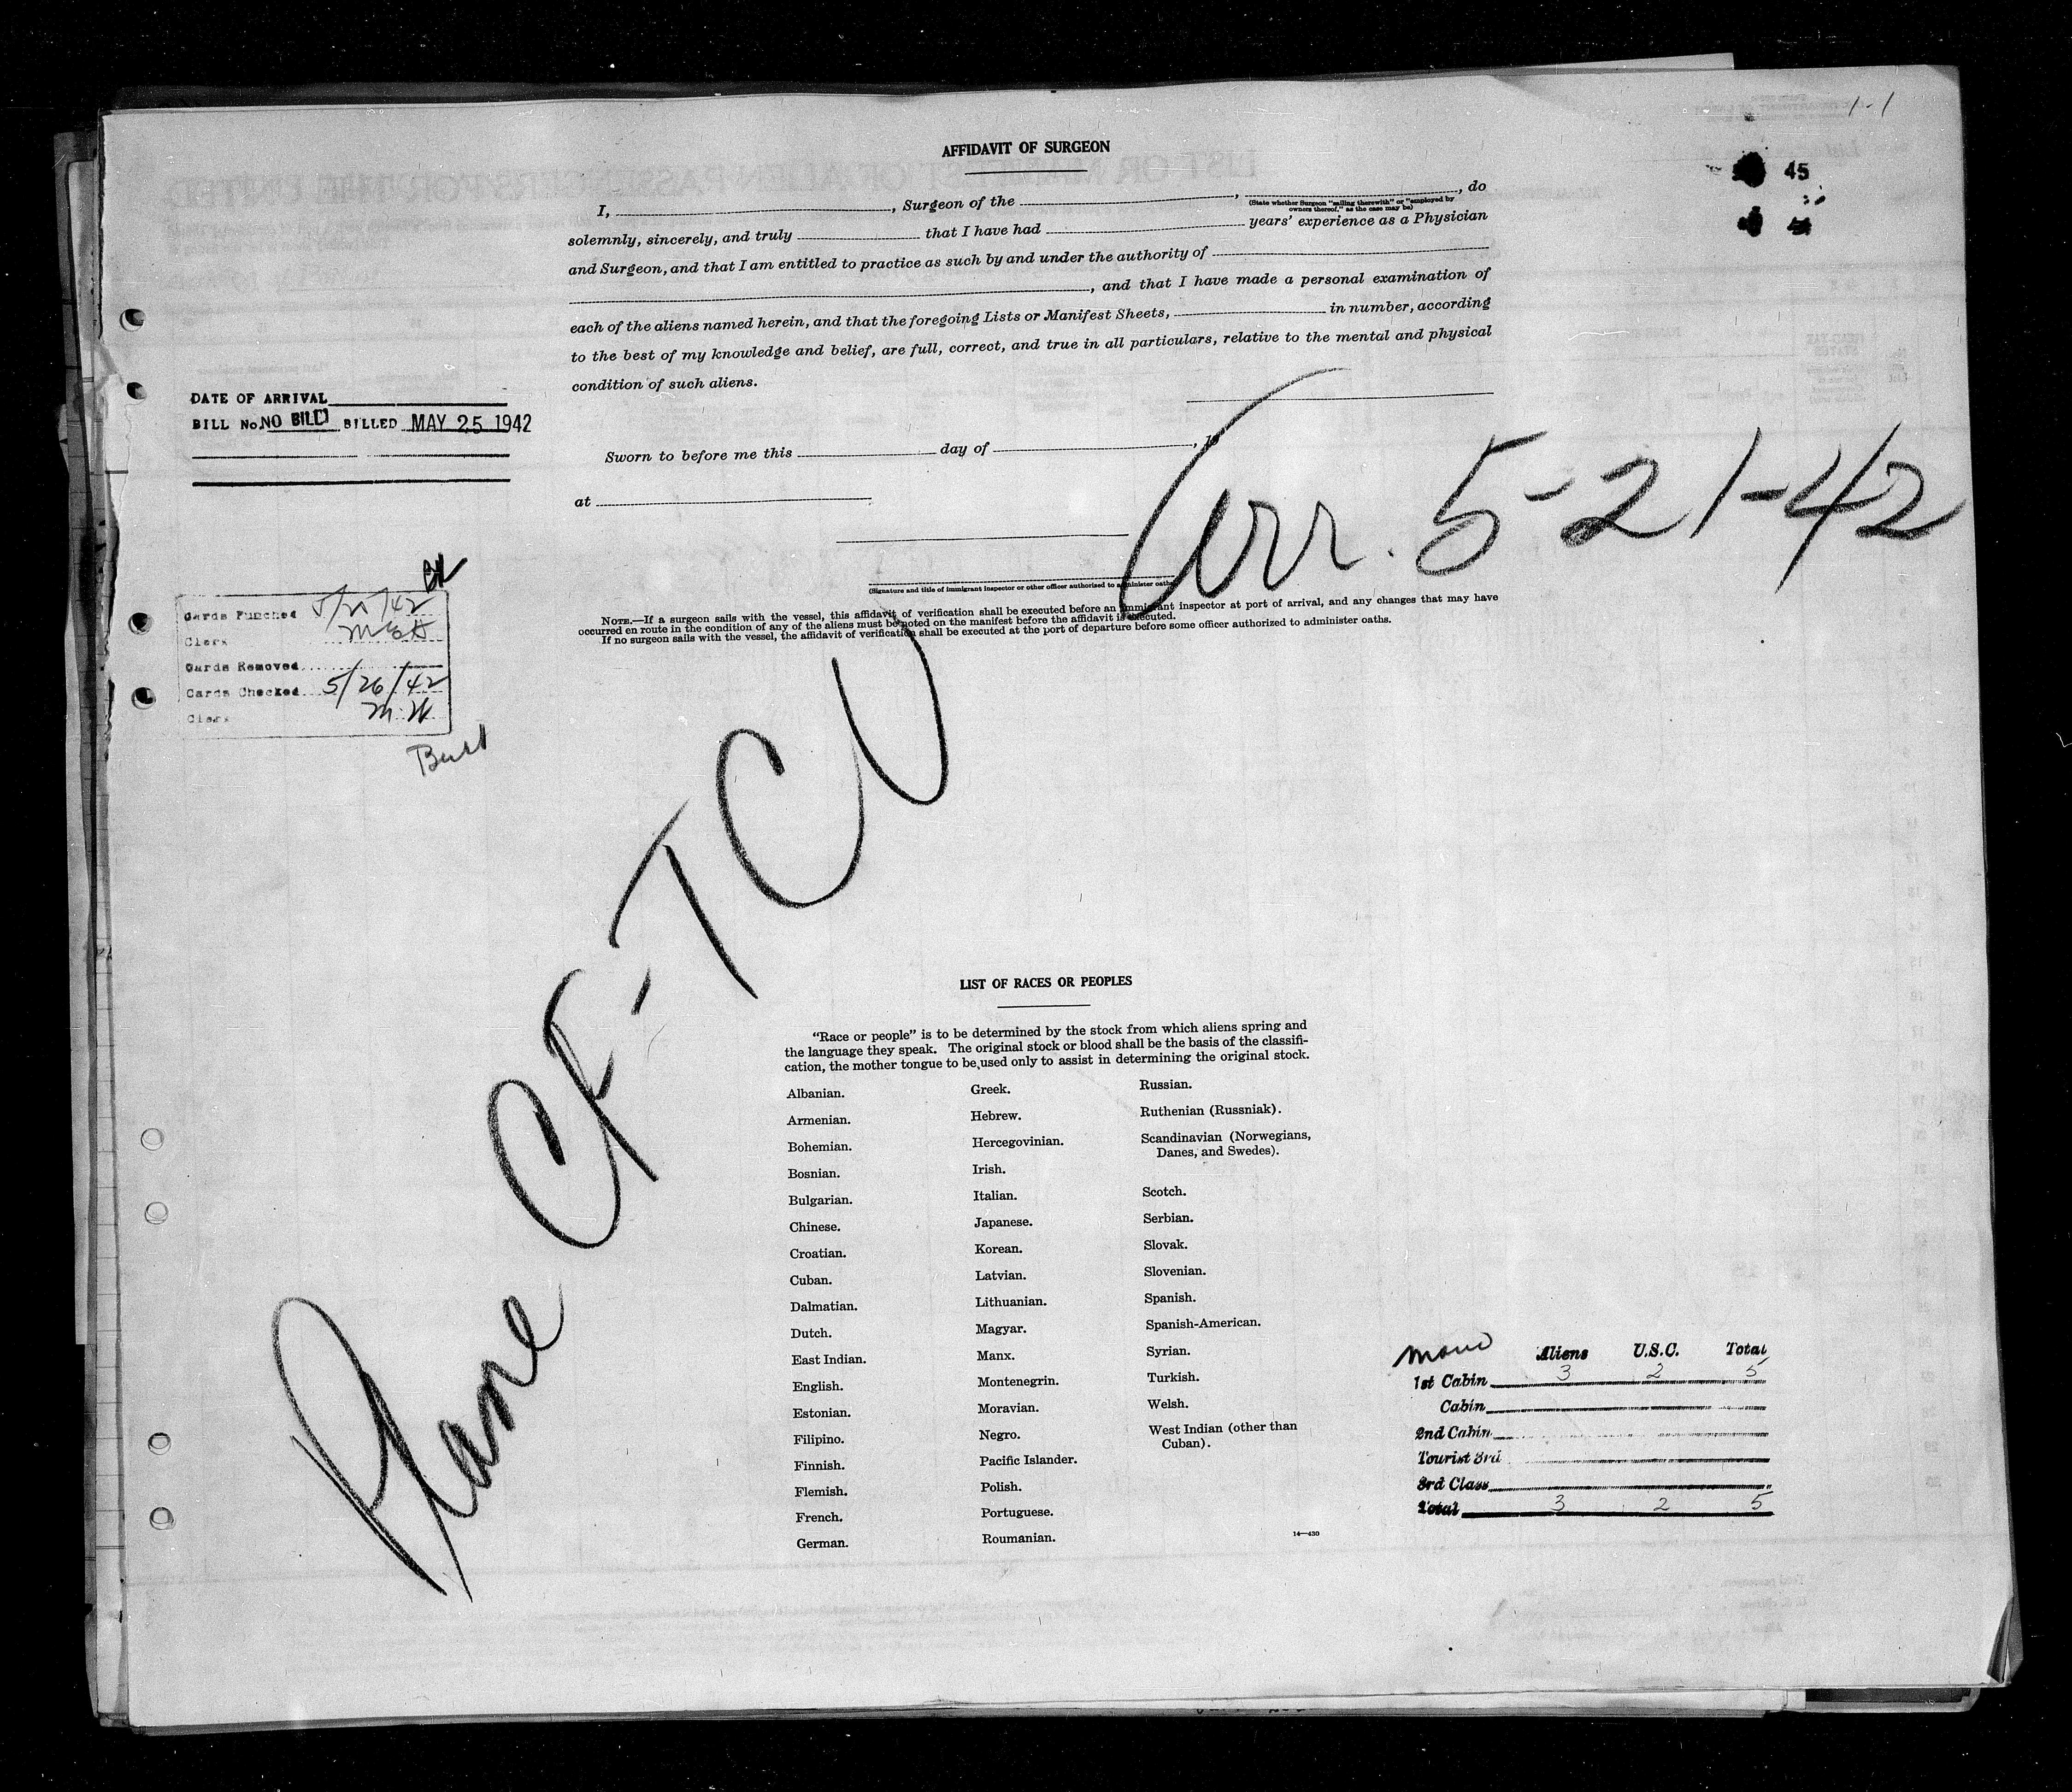 1-1
45
AFFIDAVIT OF SURGEON
I, , Surgeon of the , , do
(State whether Surgeon "sailing therewith" or "employed by
owners thereof," as the case may be)
solemnly, sincerely, and truly that I have had years' experience as a Physician
and Surgeon, and that I am entitled to practice as such by and under the authority of
, and that I have made a personal examination of
each of the aliens named herein, and that the foregoing Lists or Manifest Sheets, in number, according
to the best of my knowledge and belief, are full, correct, and true in all particulars, relative to the mental and physical
condition of such aliens.
DATE OF ARRIVAL
BILL No. NO BILL BILLED MAY 25 1942
Sworn to before me this day of , 19
at
Arr. 5-21-42
(Signature and title of immigrant inspector or other officer authorized to administer oaths)
NOTE.—If a surgeon sails with the vessel, this affidavit of verification shall be executed before an immigrant inspector at port of arrival, and any changes that may have
occurred en route in the condition of any of the aliens must be noted on the manifest before the affidavit is executed.
If no surgeon sails with the vessel, the affidavit of verification shall be executed at the port of departure before some officer authorized to administer oaths.
Cards Punched
Clerk
Cards Removed
Cards Checked 5/26/42
Clerk
Plane CF-TCU
LIST OF RACES OR PEOPLES
"Race or people" is to be determined by the stock from which aliens spring and
the language they speak. The original stock or blood shall be the basis of the classifi-
cation, the mother tongue to be used only to assist in determining the original stock.
Albanian.
Armenian.
Bohemian.
Bosnian.
Bulgarian.
Chinese.
Croatian.
Cuban.
Dalmatian.
Dutch.
East Indian.
English.
Estonian.
Filipino.
Finnish.
Flemish.
French.
German.
Greek.
Hebrew.
Hercegovinian.
Irish.
Italian.
Japanese.
Korean.
Latvian.
Lithuanian.
Magyar.
Manx.
Montenegrin.
Moravian.
Negro.
Pacific Islander.
Polish.
Portuguese.
Roumanian.
Russian.
Ruthenian (Russniak).
Scandinavian (Norwegians,
Danes, and Swedes).
Scotch.
Serbian.
Slovak.
Slovenian.
Spanish.
Spanish-American.
Syrian.
Turkish.
Welsh.
West Indian (other than
Cuban).
14—430
Aliens U.S.C. Total
1st Cabin 3 2 5
Cabin
2nd Cabin
Tourist 3rd
3rd Class
Total 3 2 5